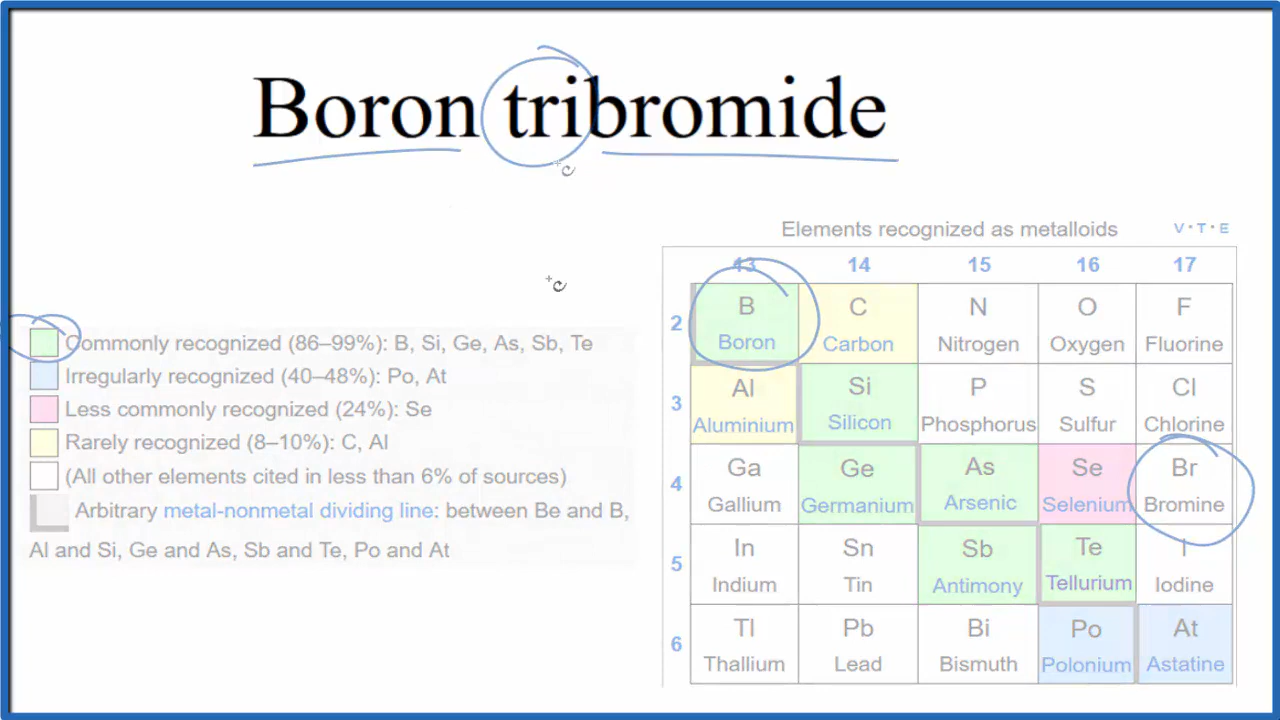 Boron tribromide
Commonly recognized (86–99%): B, Si, Ge, As, Sb, Te
Irregularly recognized (40–48%): Po, At
Less commonly recognized (24%): Se
Rarely recognized (8–10%): C, Al
(All other elements cited in less than 6% of sources)
Arbitrary metal-nonmetal dividing line: between Be and B,
Al and Si, Ge and As, Sb and Te, Po and At
Elements recognized as metalloids V·T·E
13 14 15 16 17
2 B C N O F
Boron Carbon Nitrogen Oxygen Fluorine
3 Al Si P S Cl
Aluminium Silicon Phosphorus Sulfur Chlorine
4 Ga Ge As Se Br
Gallium Germanium Arsenic Selenium Bromine
5 In Sn Sb Te I
Indium Tin Antimony Tellurium Iodine
6 Tl Pb Bi Po At
Thallium Lead Bismuth Polonium Astatine